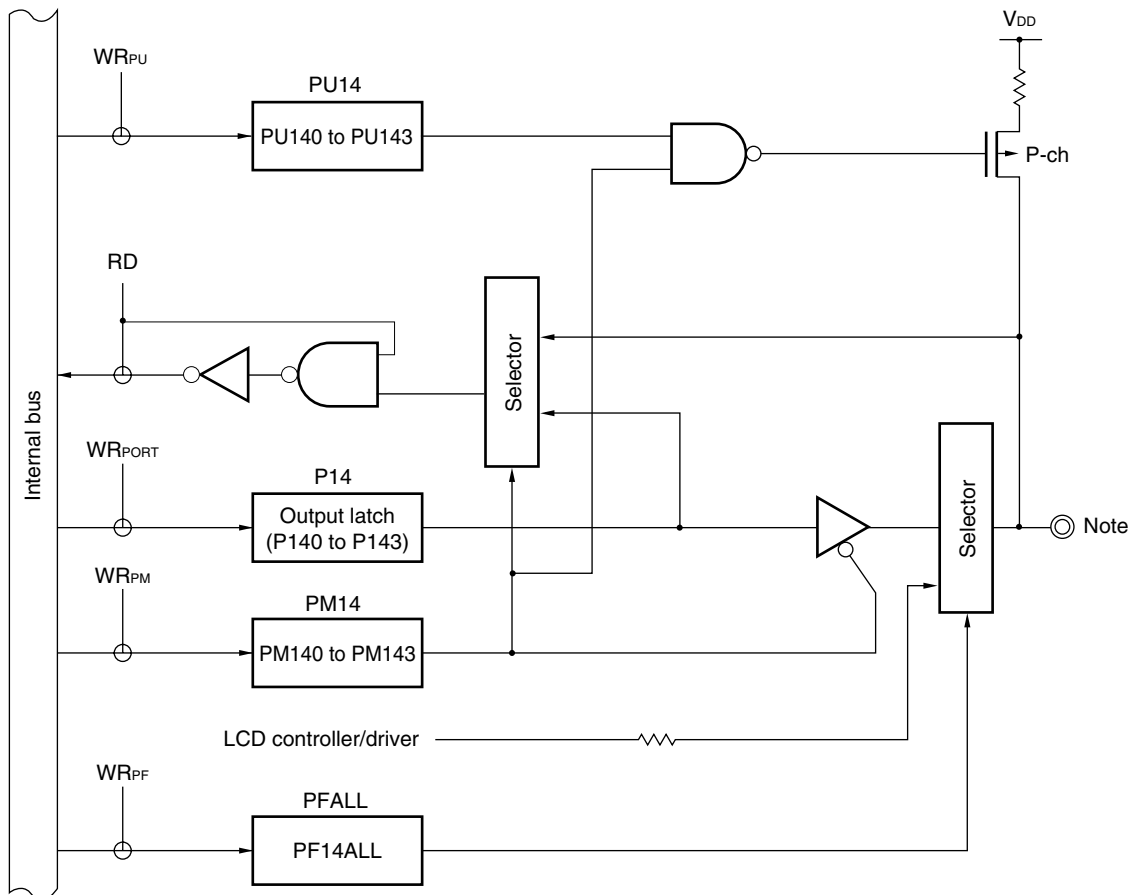 VDD
WRPU
PU14
PU140 to PU143
P-ch
RD
Selector
Internal bus
WRPORT
P14
Output latch
(P140 to P143)
Selector
Note
WRPM
PM14
PM140 to PM143
LCD controller/driver
WRPF
PFALL
PF14ALL